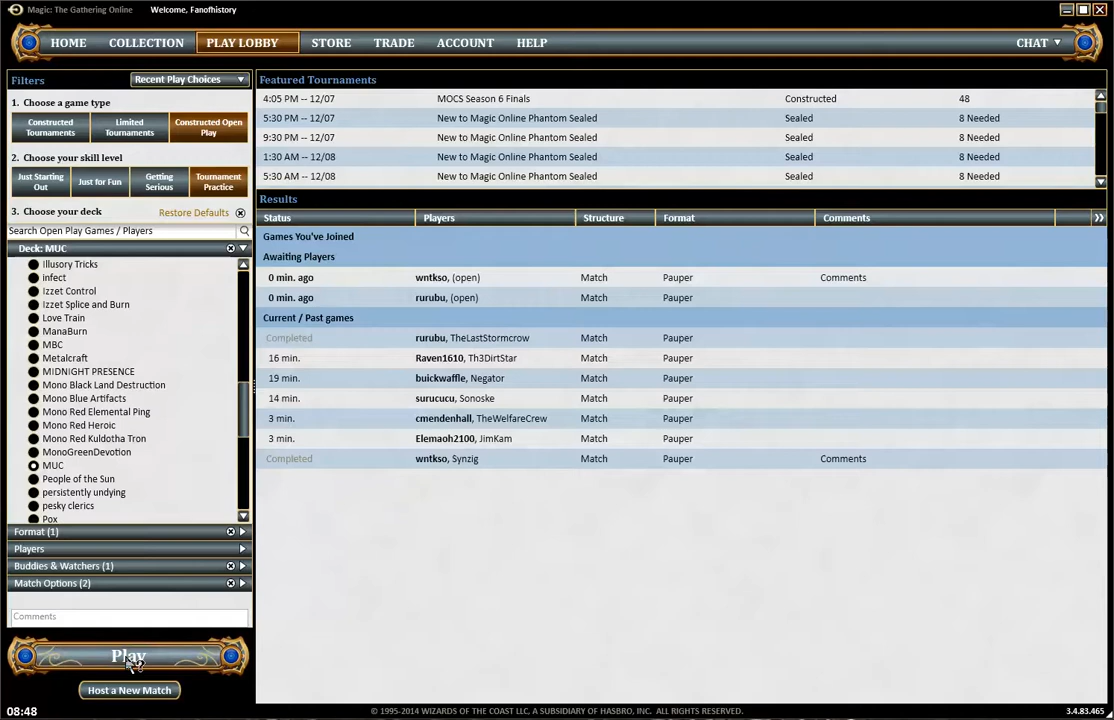 Magic: The Gathering Online Welcome, Fanofhistory
HOME COLLECTION PLAY LOBBY STORE TRADE ACCOUNT HELP CHAT
Filters Recent Play Choices
1. Choose a game type
Constructed Tournaments Limited Tournaments Constructed Open Play
2. Choose your skill level
Just Starting Out Just for Fun Getting Serious Tournament Practice
3. Choose your deck Restore Defaults
Search Open Play Games / Players
Deck: MUC
Illusory Tricks
infect
Izzet Control
Izzet Splice and Burn
Love Train
ManaBurn
MBC
Metalcraft
MIDNIGHT PRESENCE
Mono Black Land Destruction
Mono Blue Artifacts
Mono Red Elemental Ping
Mono Red Heroic
Mono Red Kuldotha Tron
MonoGreenDevotion
MUC
People of the Sun
persistently undying
pesky clerics
Pox
Format (1)
Players
Buddies & Watchers (1)
Match Options (2)
Comments
Play
Host a New Match
08:48
Featured Tournaments
4:05 PM -- 12/07 MOCS Season 6 Finals Constructed 48
5:30 PM -- 12/07 New to Magic Online Phantom Sealed Sealed 8 Needed
9:30 PM -- 12/07 New to Magic Online Phantom Sealed Sealed 8 Needed
1:30 AM -- 12/08 New to Magic Online Phantom Sealed Sealed 8 Needed
5:30 AM -- 12/08 New to Magic Online Phantom Sealed Sealed 8 Needed
Results
Status Players Structure Format Comments
Games You've Joined
Awaiting Players
0 min. ago wntkso, (open) Match Pauper Comments
0 min. ago rurubu, (open) Match Pauper
Current / Past games
Completed rurubu, TheLastStormcrow Match Pauper
16 min. Raven1610, Th3DirtStar Match Pauper
19 min. buickwaffle, Negator Match Pauper
14 min. surucucu, Sonoske Match Pauper
3 min. cmendenhall, TheWelfareCrew Match Pauper
3 min. Elemaoh2100, JimKam Match Pauper
Completed wntkso, Synzig Match Pauper Comments
© 1995-2014 WIZARDS OF THE COAST LLC, A SUBSIDIARY OF HASBRO, INC. ALL RIGHTS RESERVED. 3.4.83.465